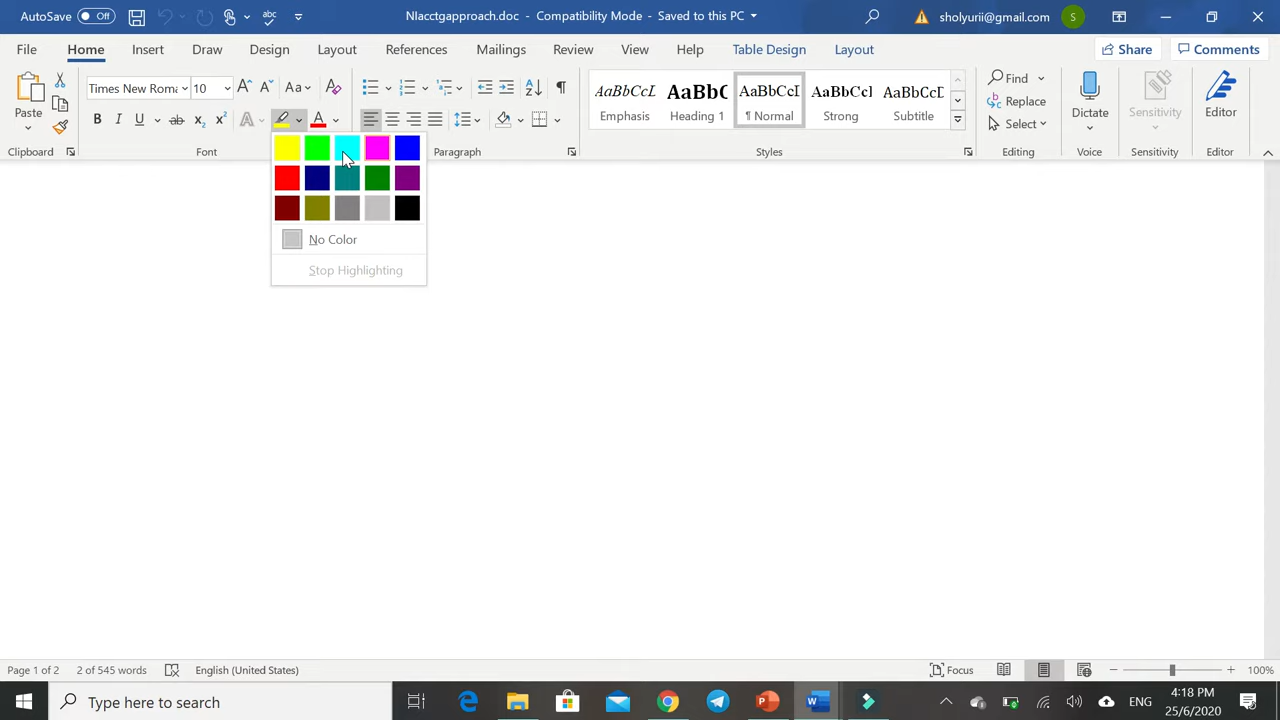 AutoSave Off
Nlacctgapproach.doc - Compatibility Mode - Saved to this PC
sholyurii@gmail.com S
File Home Insert Draw Design Layout References Mailings Review View Help Table Design Layout
Share Comments
Paste
Times New Roma 10
Aa
AaBbCcL AaBbC AaBbCcI AaBbCcl AaBbCcD
Emphasis Heading 1 ¶ Normal Strong Subtitle
Find
Replace
Select
Dictate Sensitivity Editor
Clipboard Font Paragraph Styles Editing Voice Sensitivity Editor
No Color
Stop Highlighting
Page 1 of 2 2 of 545 words English (United States) Focus 100%
Type here to search
ENG
4:18 PM
25/6/2020